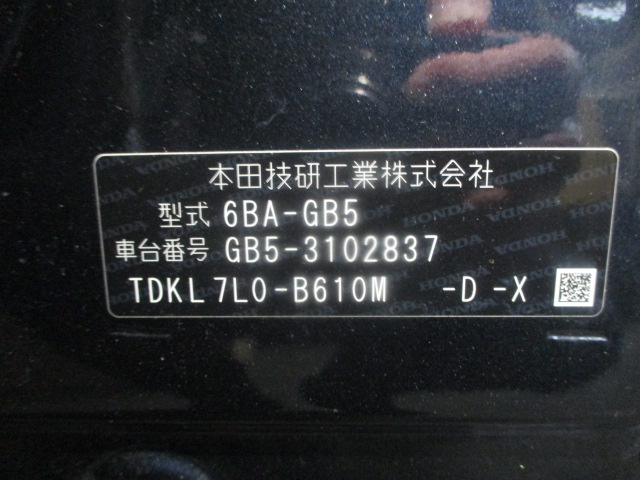 本田技研工業株式会社
型式 6BA-GB5
車台番号 GB5-3102837
TDKL7L0-B610M -D -X